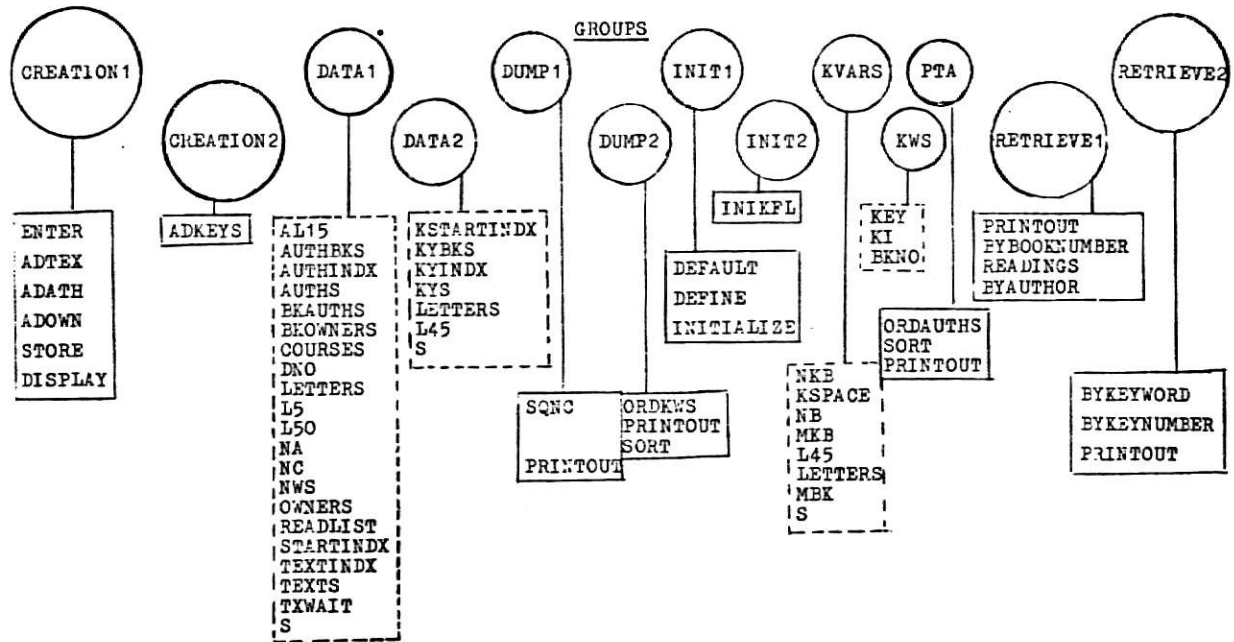 GROUPS
CREATION1
CREATION2
DATA1
DATA2
DUMP1
DUMP2
INIT1
INIT2
KVARS
KWS
PTA
RETRIEVE1
RETRIEVE2
ENTER
ADTEX
ADATH
ADOWN
STORE
DISPLAY
ADKEYS
AL15
AUTHBKS
AUTHINDX
AUTHS
BKAUTHS
BKOWNERS
COURSES
DNO
LETTERS
L5
L50
NA
NC
NWS
OWNERS
READLIST
STARTINDX
TEXTINDX
TEXTS
TXWAIT
S
KSTARTINDX
KYBKS
KYINDX
KYS
LETTERS
L45
S
SQNC
PRINTOUT
ORDKWS
PRINTOUT
SORT
DEFAULT
DEFINE
INITIALIZE
INIKFL
NKB
KSPACE
NB
MKB
L45
LETTERS
MBK
S
KEY
KI
BKNO
ORDAUTHS
SORT
PRINTOUT
PRINTOUT
BYBOOKNUMBER
READINGS
BYAUTHOR
BYKEYWORD
BYKEYNUMBER
PRINTOUT